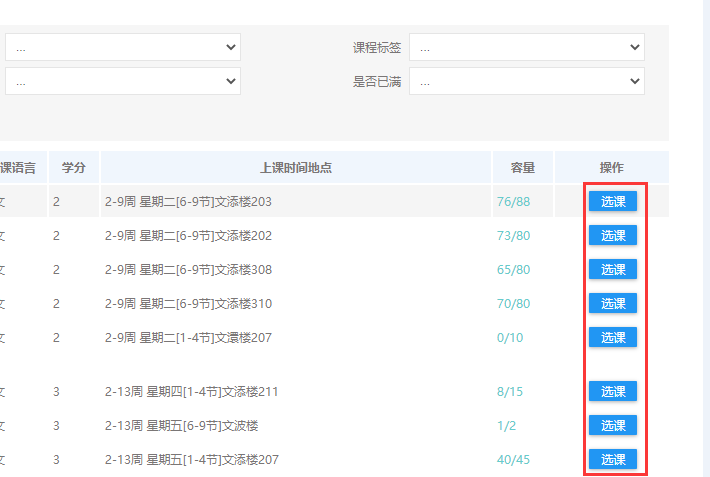 ... 课程标签 ...
... 是否已满 ...
课语言 学分 上课时间地点 容量 操作
文 2 2-9周 星期二[6-9节]文添楼203 76/88 选课
文 2 2-9周 星期二[6-9节]文添楼202 73/80 选课
文 2 2-9周 星期二[6-9节]文添楼308 65/80 选课
文 2 2-9周 星期二[6-9节]文添楼310 70/80 选课
文 2 2-9周 星期二[1-4节]文澴楼207 0/10 选课
文 3 2-13周 星期四[1-4节]文添楼211 8/15 选课
文 3 2-13周 星期五[6-9节]文波楼 1/2 选课
文 3 2-13周 星期五[1-4节]文添楼207 40/45 选课